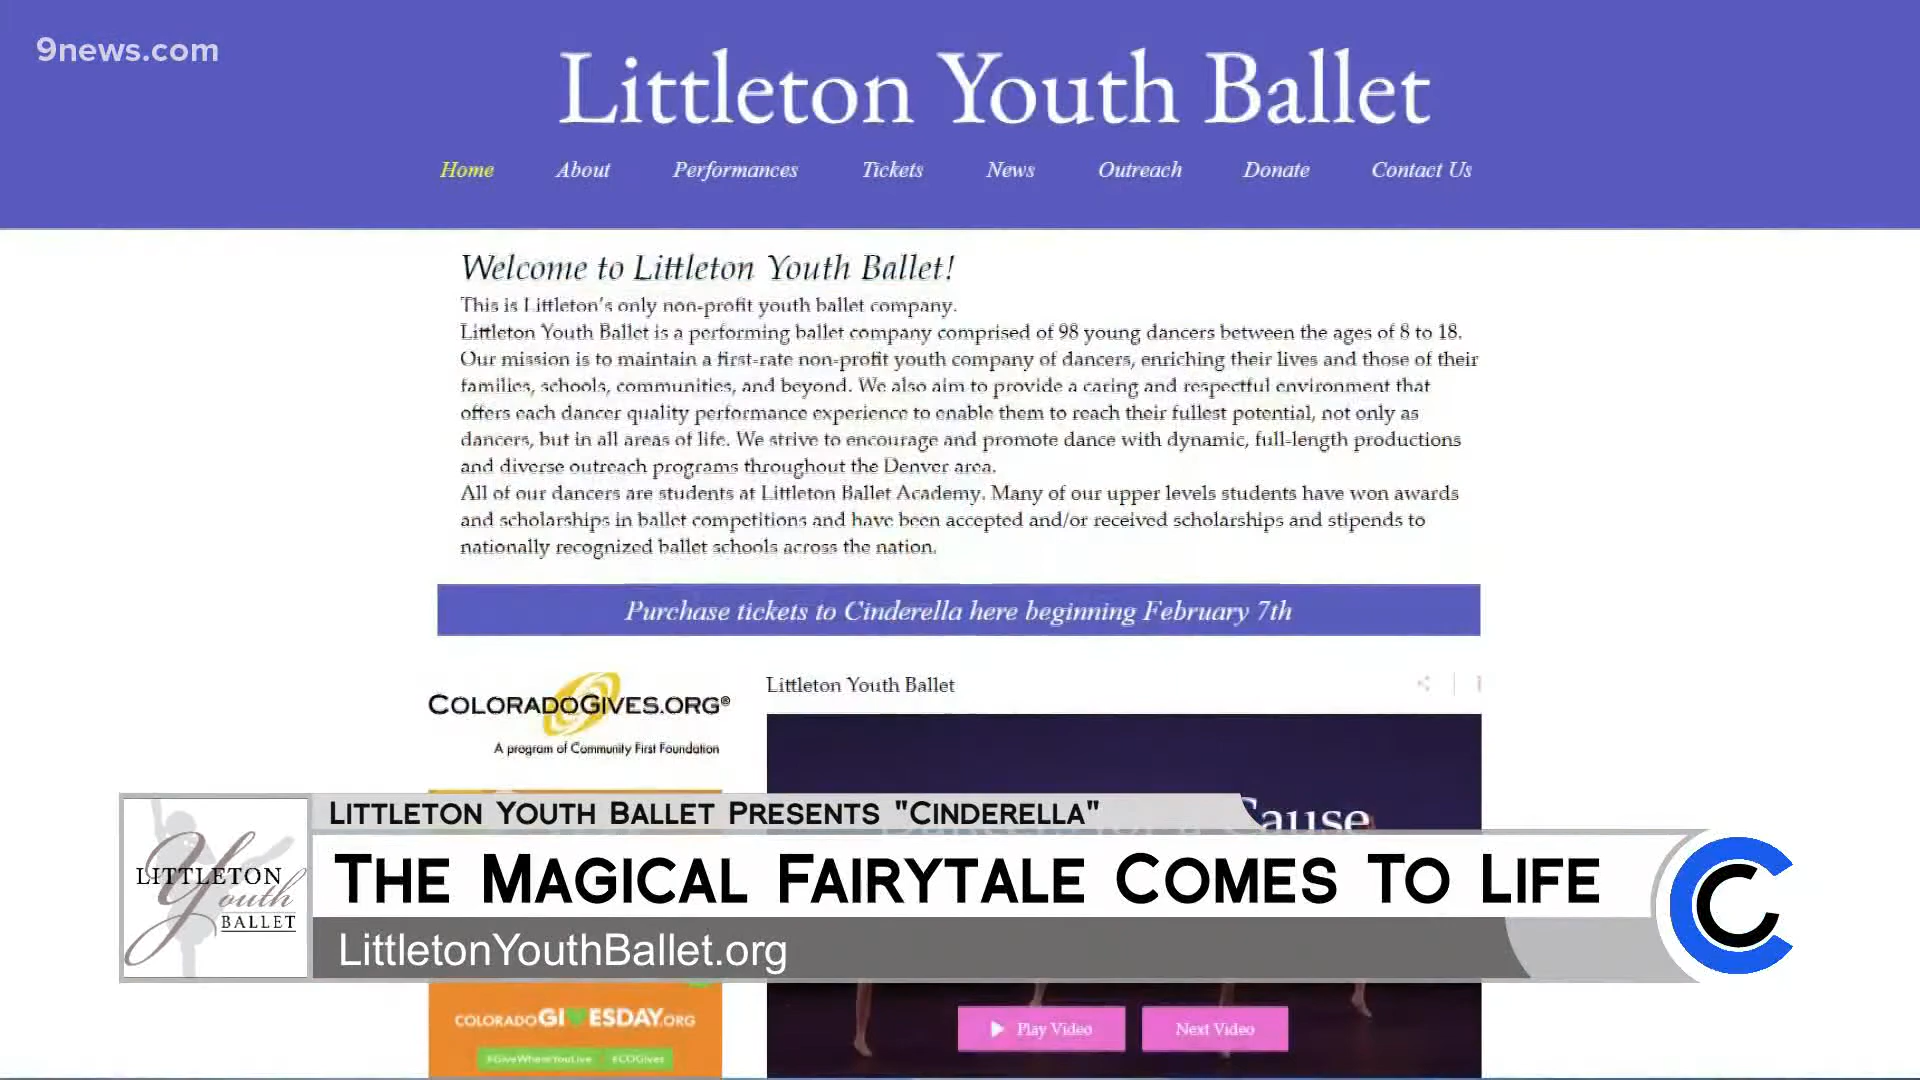 9news.com
Littleton Youth Ballet
Home About Performances Tickets News Outreach Donate Contact Us
Welcome to Littleton Youth Ballet!
This is Littleton's only non-profit youth ballet company.
Littleton Youth Ballet is a performing ballet company comprised of 98 young dancers between the ages of 8 to 18.
Our mission is to maintain a first-rate non-profit youth company of dancers, enriching their lives and those of their
families, schools, communities, and beyond. We also aim to provide a caring and respectful environment that
offers each dancer quality performance experience to enable them to reach their fullest potential, not only as
dancers, but in all areas of life. We strive to encourage and promote dance with dynamic, full-length productions
and diverse outreach programs throughout the Denver area.
All of our dancers are students at Littleton Ballet Academy. Many of our upper levels students have won awards
and scholarships in ballet competitions and have been accepted and/or received scholarships and stipends to
nationally recognized ballet schools across the nation.
Purchase tickets to Cinderella here beginning February 7th
COLORADOGIVES.ORG®
A program of Community First Foundation
Littleton Youth Ballet
Cause
LITTLETON YOUTH BALLET PRESENTS "CINDERELLA"
THE MAGICAL FAIRYTALE COMES TO LIFE
LittletonYouthBallet.org
LITTLETON
Youth
BALLET
CC
COLORADOGIVESDAY.ORG
#GiveWhereYouLive #COGives
Play Video
Next Video